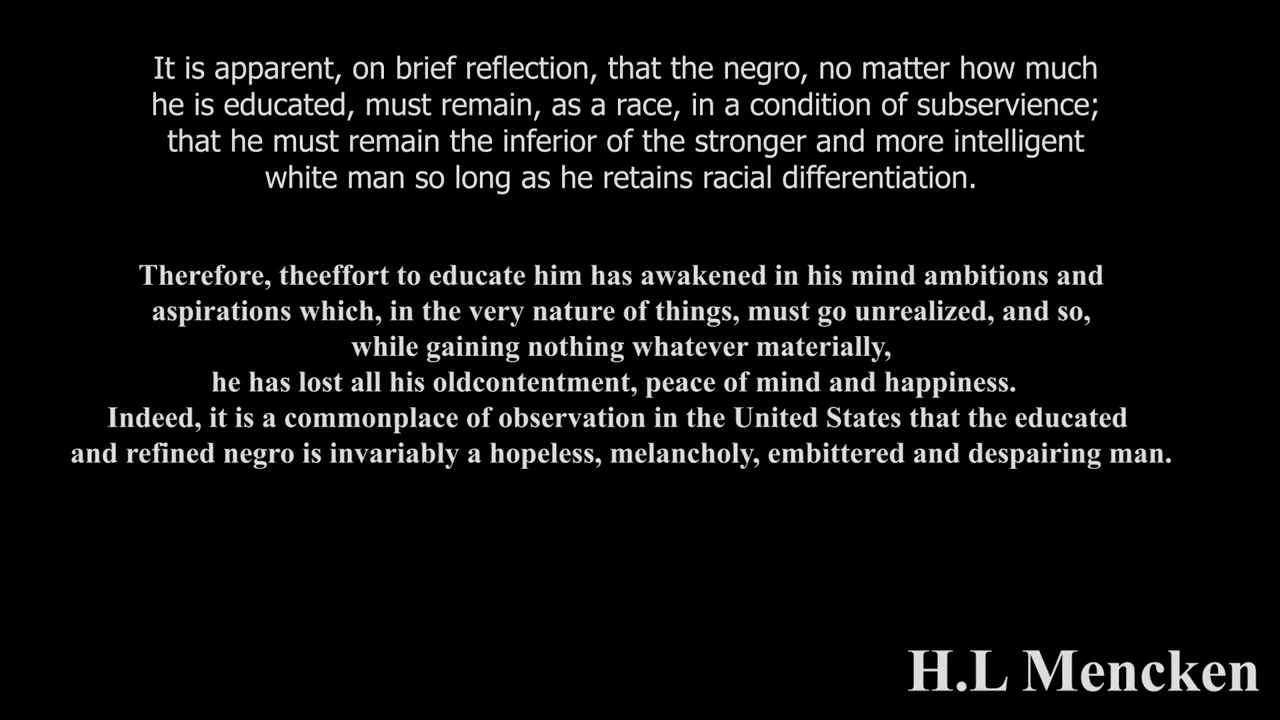 It is apparent, on brief reflection, that the negro, no matter how much
he is educated, must remain, as a race, in a condition of subservience;
that he must remain the inferior of the stronger and more intelligent
white man so long as he retains racial differentiation.
Therefore, theeffort to educate him has awakened in his mind ambitions and
aspirations which, in the very nature of things, must go unrealized, and so,
while gaining nothing whatever materially,
he has lost all his oldcontentment, peace of mind and happiness.
Indeed, it is a commonplace of observation in the United States that the educated
and refined negro is invariably a hopeless, melancholy, embittered and despairing man.
H.L Mencken